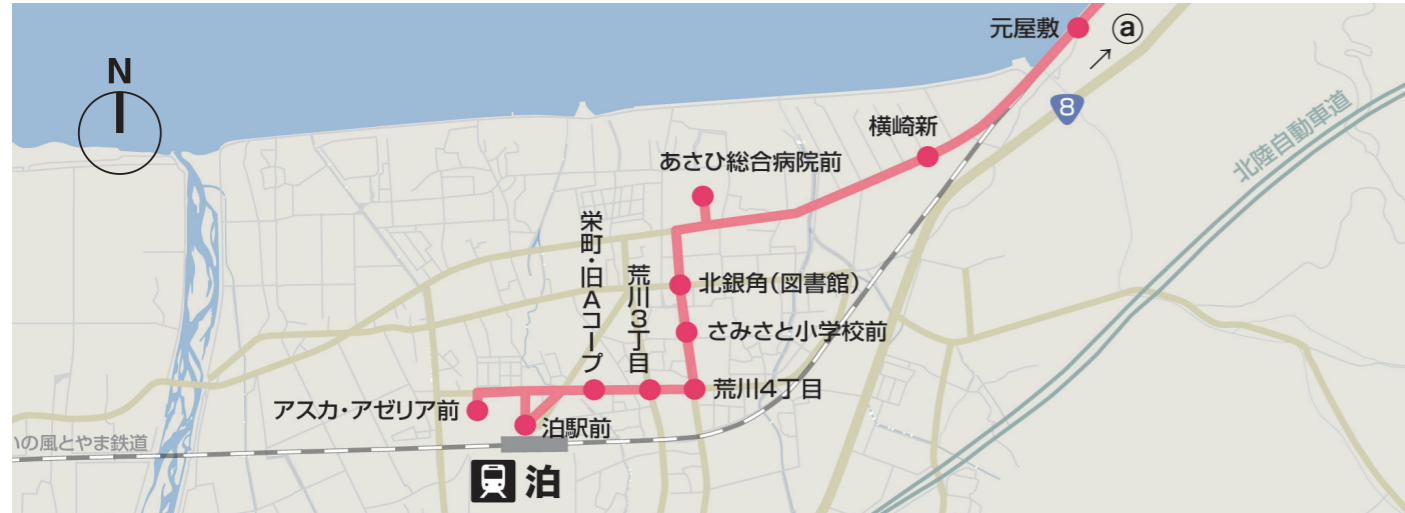 元屋敷
ⓐ
N
8
横崎新
北陸自動車道
あさひ総合病院前
栄町・旧Aコープ
荒川3丁目
北銀角(図書館)
さみさと小学校前
荒川4丁目
アスカ・アゼリア前
泊駅前
いの風とやま鉄道
泊